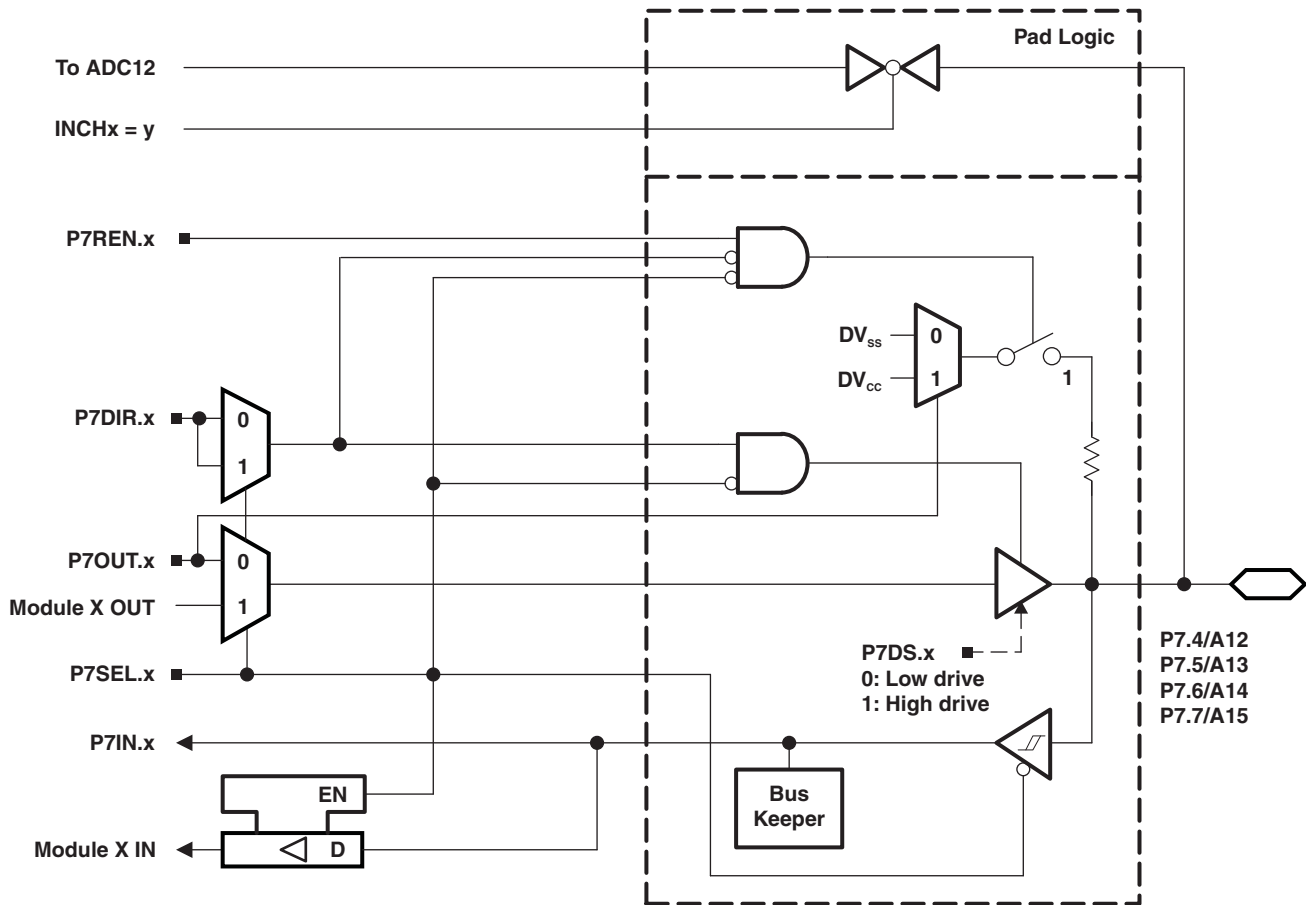 Pad Logic
To ADC12
INCHx = y
P7REN.x
DVss
0
DVcc
1
1
P7DIR.x
0
1
P7OUT.x
0
Module X OUT
1
P7DS.x
0: Low drive
1: High drive
P7.4/A12
P7.5/A13
P7.6/A14
P7.7/A15
P7SEL.x
P7IN.x
EN
Bus
Keeper
Module X IN
D